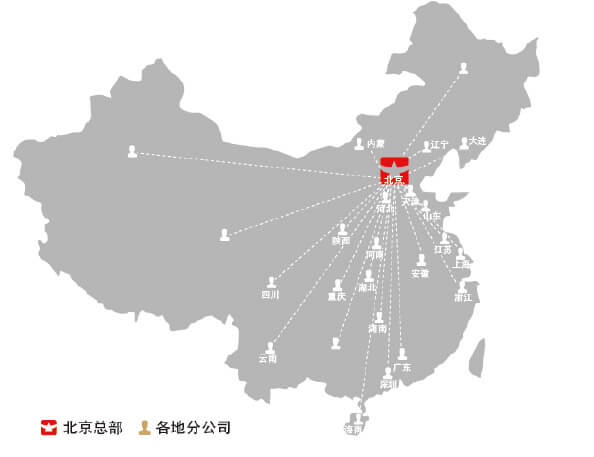 内蒙
辽宁
大连
北京
天津
河北
山东
陕西
河南
江苏
上海
安徽
四川
重庆
湖北
浙江
湖南
云南
广东
深圳
海南
北京总部
各地分公司